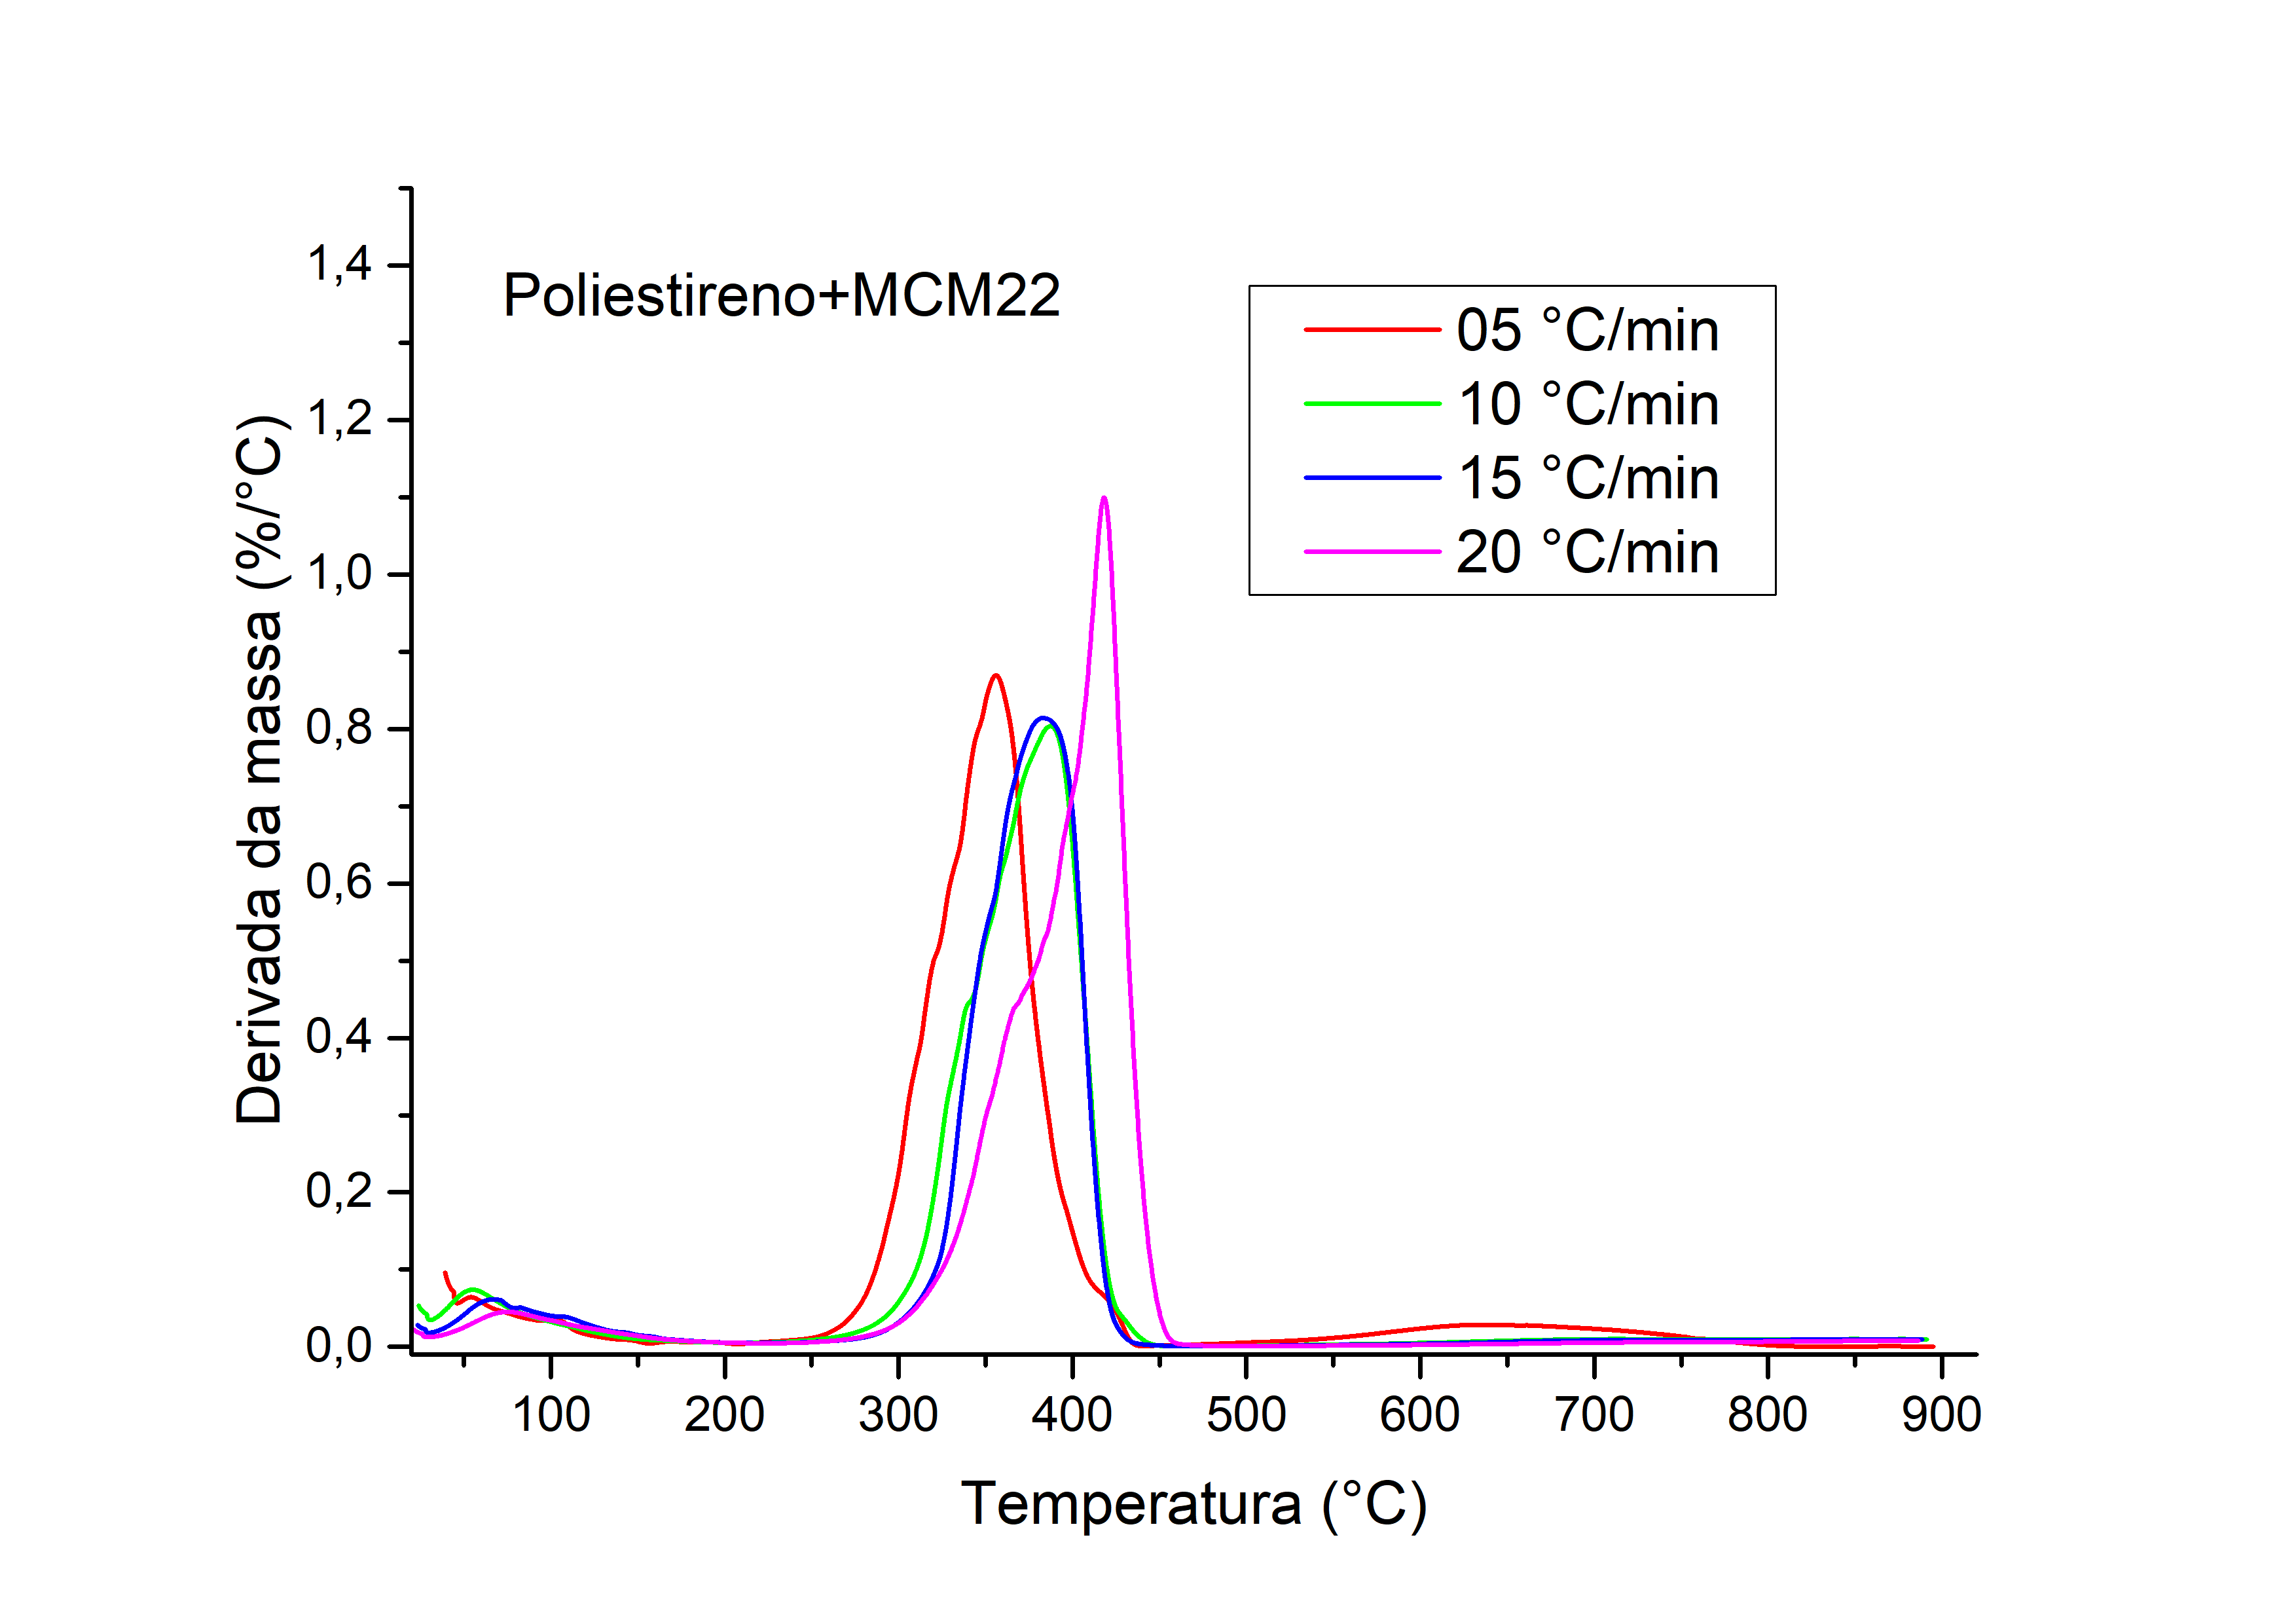 Poliestireno+MCM22
05 °C/min
10 °C/min
15 °C/min
20 °C/min
Derivada da massa (%/°C)
1,4
1,2
1,0
0,8
0,6
0,4
0,2
0,0
100 200 300 400 500 600 700 800 900
Temperatura (°C)